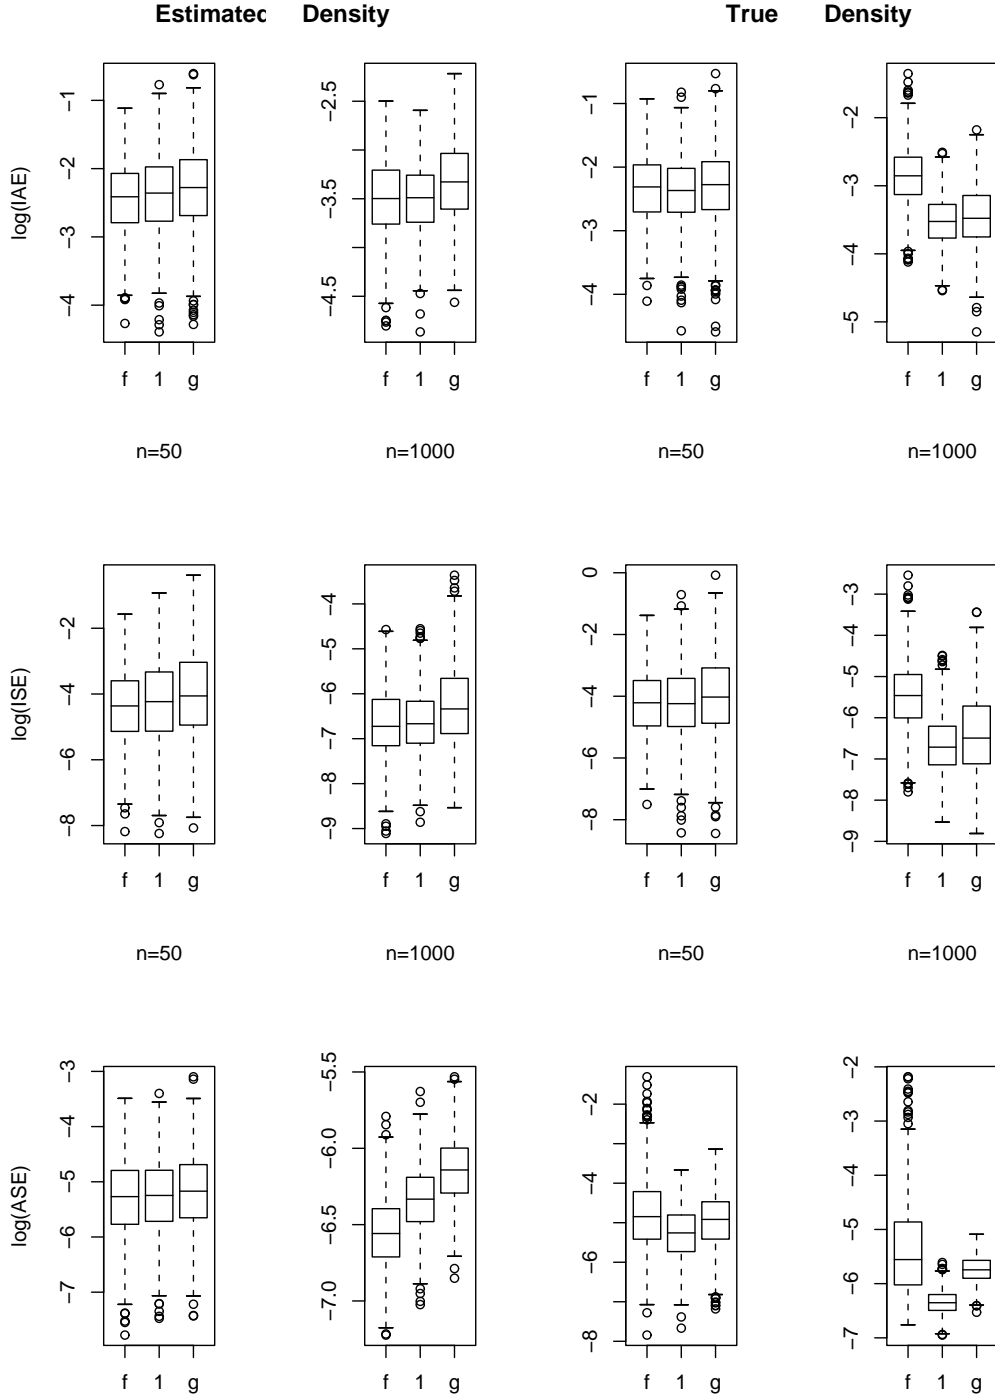 Estimated Density True Density
log(IAE)
−1
−2
−3
−4
f 1 g
n=50
−2.5
−3.5
−4.5
f 1 g
n=1000
−1
−2
−3
−4
f 1 g
n=50
−2
−3
−4
−5
f 1 g
n=1000
log(ISE)
−2
−4
−6
−8
f 1 g
n=50
−4
−5
−6
−7
−8
−9
f 1 g
n=1000
0
−2
−4
−6
−8
f 1 g
n=50
−3
−4
−5
−6
−7
−8
−9
f 1 g
n=1000
log(ASE)
−3
−4
−5
−6
−7
f 1 g
−5.5
−6.0
−6.5
−7.0
f 1 g
−2
−4
−6
−8
f 1 g
−2
−3
−4
−5
−6
−7
f 1 g